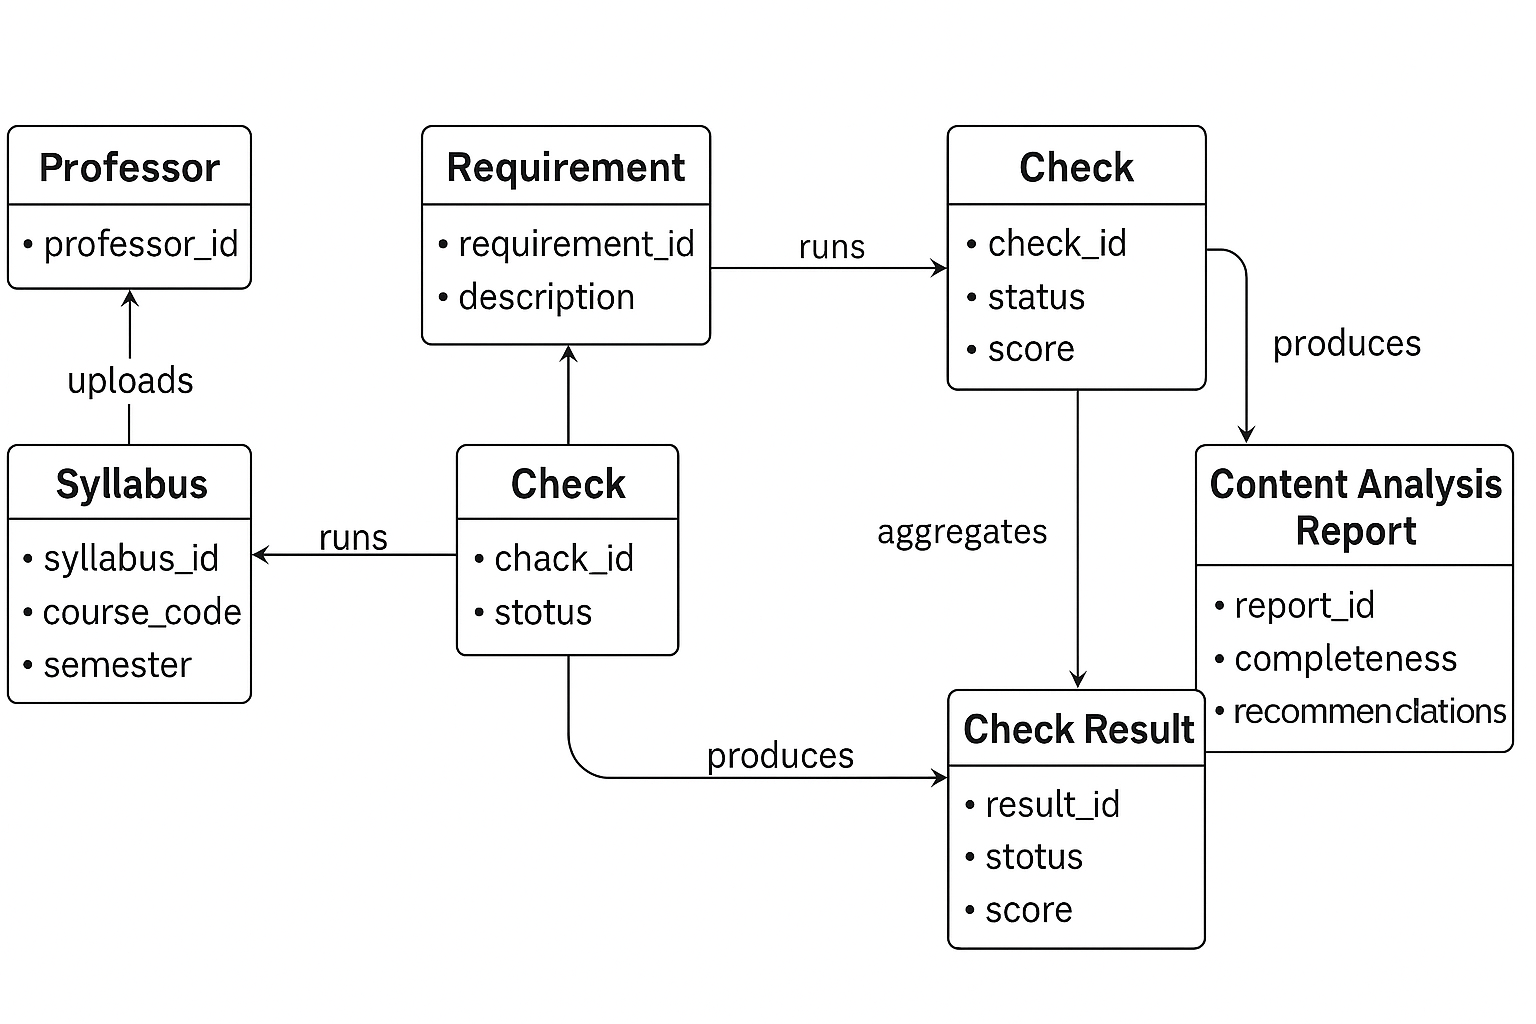 Professor
• professor_id
uploads
Syllabus
• syllabus_id
• course_code
• semester
runs
Requirement
• requirement_id
• description
runs
Check
• chack_id
• stotus
produces
Check
• check_id
• status
• score
produces
aggregates
Content Analysis
Report
• report_id
• completeness
• recommenclations
Check Result
• result_id
• stotus
• score